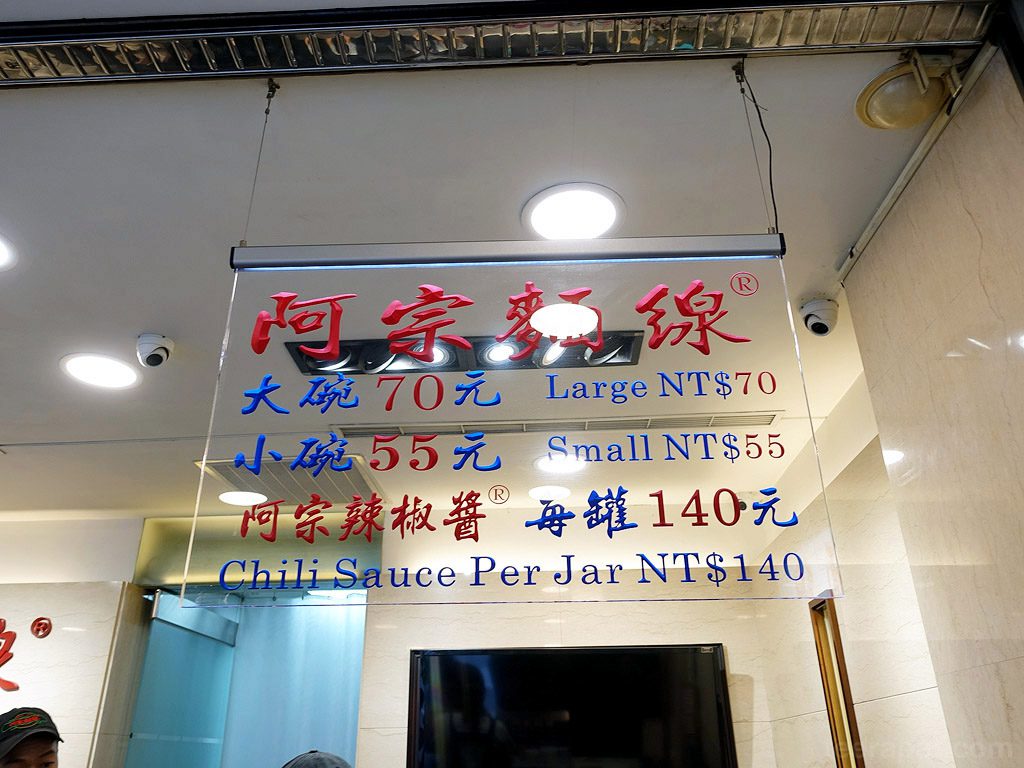 阿宗麵線®
大碗 70元 Large NT$70
小碗 55元 Small NT$55
阿宗辣椒醬® 每罐 140元
Chili Sauce Per Jar NT$140